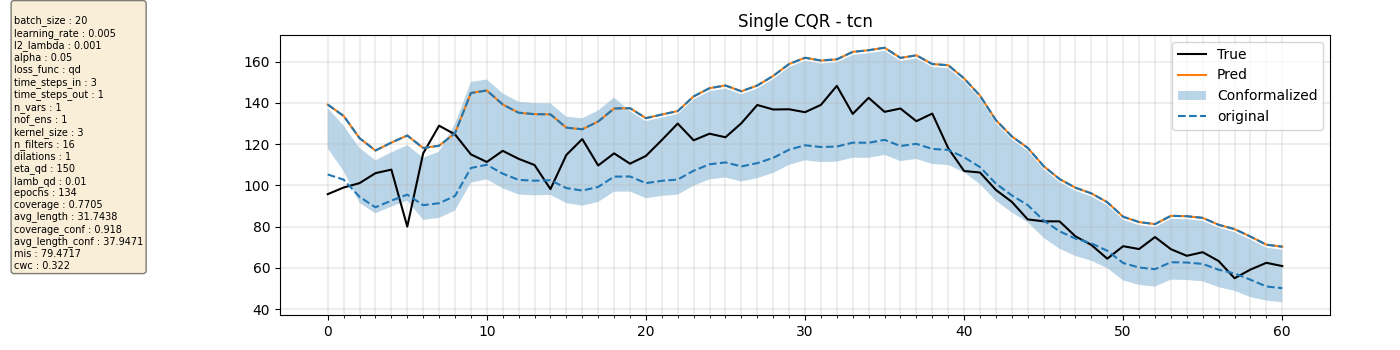 batch_size : 20
learning_rate : 0.005
l2_lambda : 0.001
alpha : 0.05
loss_func : qd
time_steps_in : 3
time_steps_out : 1
n_vars : 1
nof_ens : 1
kernel_size : 3
n_filters : 16
dilations : 1
eta_qd : 150
lamb_qd : 0.01
epochs : 134
coverage : 0.7705
avg_length : 31.7438
coverage_conf : 0.918
avg_length_conf : 37.9471
mis : 79.4717
cwc : 0.322
Single CQR - tcn
True
Pred
Conformalized
original
160
140
120
100
80
60
40
0 10 20 30 40 50 60